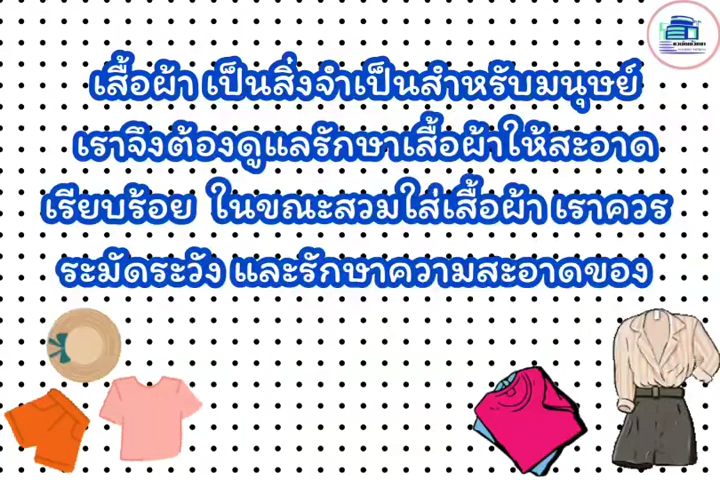 เสื้อผ้า เป็นสิ่งจำเป็นสำหรับมนุษย์
เราจึงต้องดูแลรักษาเสื้อผ้าให้สะอาด
เรียบร้อย ในขณะสวมใส่เสื้อผ้า เราควร
ระมัดระวัง และรักษาความสะอาดของ